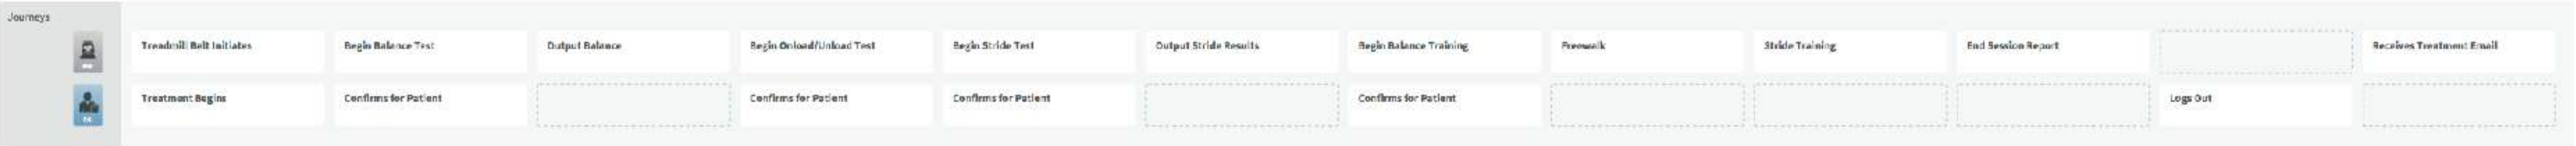 Journeys
Treadmill Belt Initiates
Begin Balance Test
Output Balance
Begin Onload/Unload Test
Begin Stride Test
Output Stride Results
Begin Balance Training
Freewalk
Stride Training
End Session Report
Receives Treatment Email
Treatment Begins
Confirms for Patient
Confirms for Patient
Confirms for Patient
Confirms for Patient
Logs Out